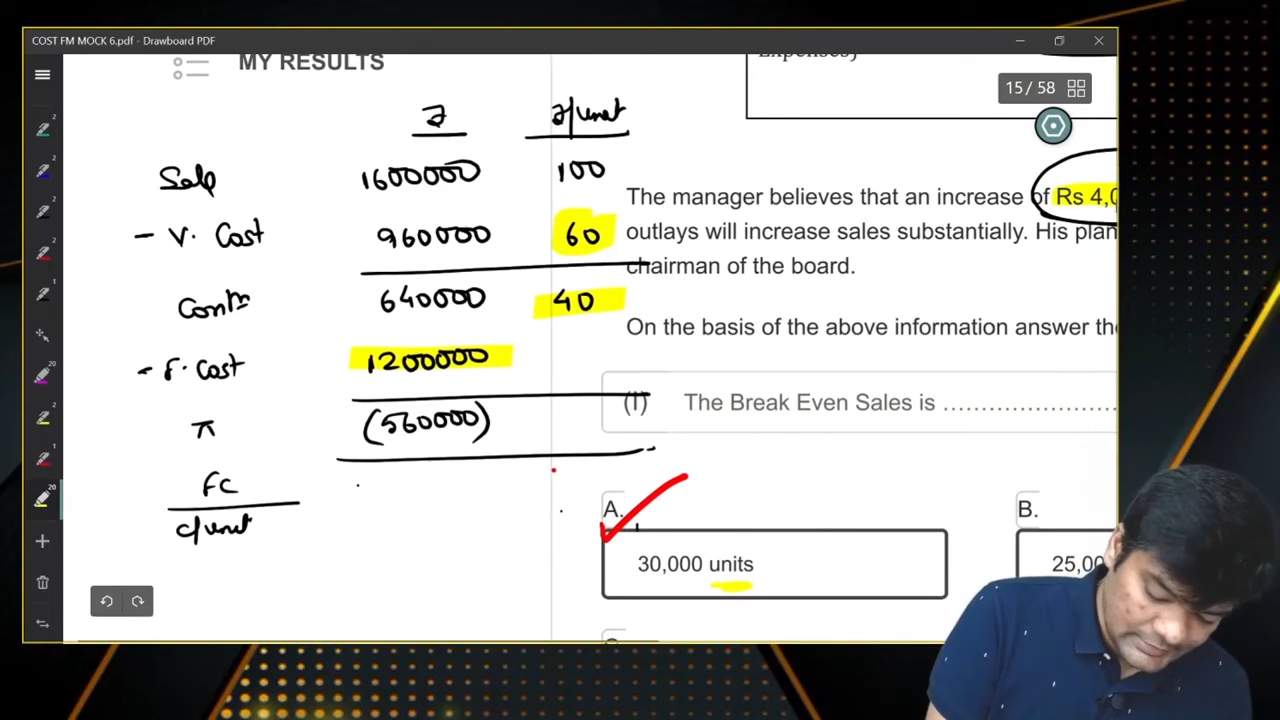 COST FM MOCK 6.pdf - Drawboard PDF
MY RESULTS
15 / 58
₹ ₹/unit
Sale 1600000 100
- V. Cost 960000 60
Contn 640000 40
- F. Cost 1200000
π (560000)
FC
c/unit
The manager believes that an increase of Rs 4,0
outlays will increase sales substantially. His plan
chairman of the board.
On the basis of the above information answer the
(I) The Break Even Sales is ………………………
A.
30,000 units
B.
25,00